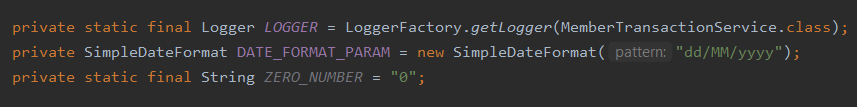 private static final Logger LOGGER = LoggerFactory.getLogger(MemberTransactionService.class);
private SimpleDateFormat DATE_FORMAT_PARAM = new SimpleDateFormat( pattern: "dd/MM/yyyy");
private static final String ZERO_NUMBER = "0";